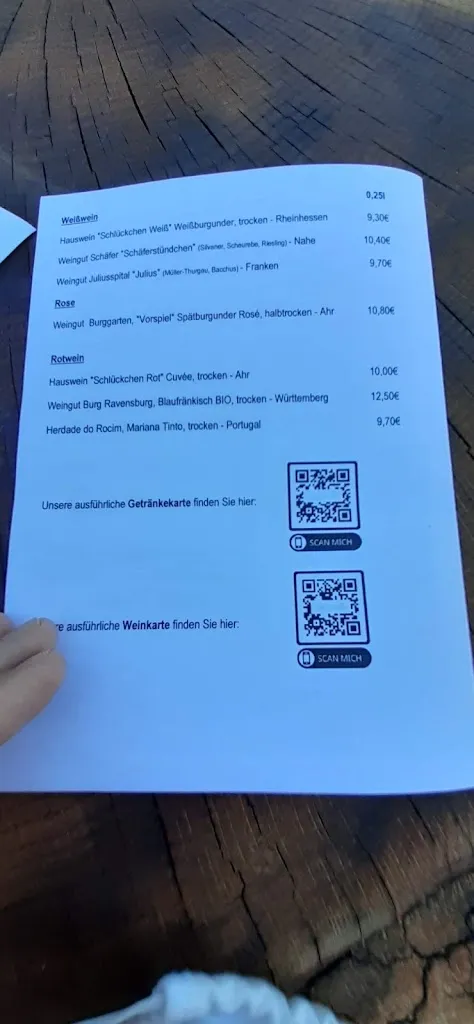 0,25l
Weißwein
Hauswein "Schlückchen Weiß" Weißburgunder, trocken - Rheinhessen 9,30€
Weingut Schäfer "Schäferstündchen" (Silvaner, Scheurebe, Riesling) - Nahe 10,40€
Weingut Juliusspital "Julius" (Müller-Thurgau, Bacchus) - Franken 9,70€
Rose
Weingut Burggarten, "Vorspiel" Spätburgunder Rosé, halbtrocken - Ahr 10,80€
Rotwein
Hauswein "Schlückchen Rot" Cuvée, trocken - Ahr 10,00€
Weingut Burg Ravensburg, Blaufränkisch BIO, trocken - Württemberg 12,50€
Herdade do Rocim, Mariana Tinto, trocken - Portugal 9,70€
Unsere ausführliche Getränkekarte finden Sie hier:
SCAN MICH
re ausführliche Weinkarte finden Sie hier:
SCAN MICH